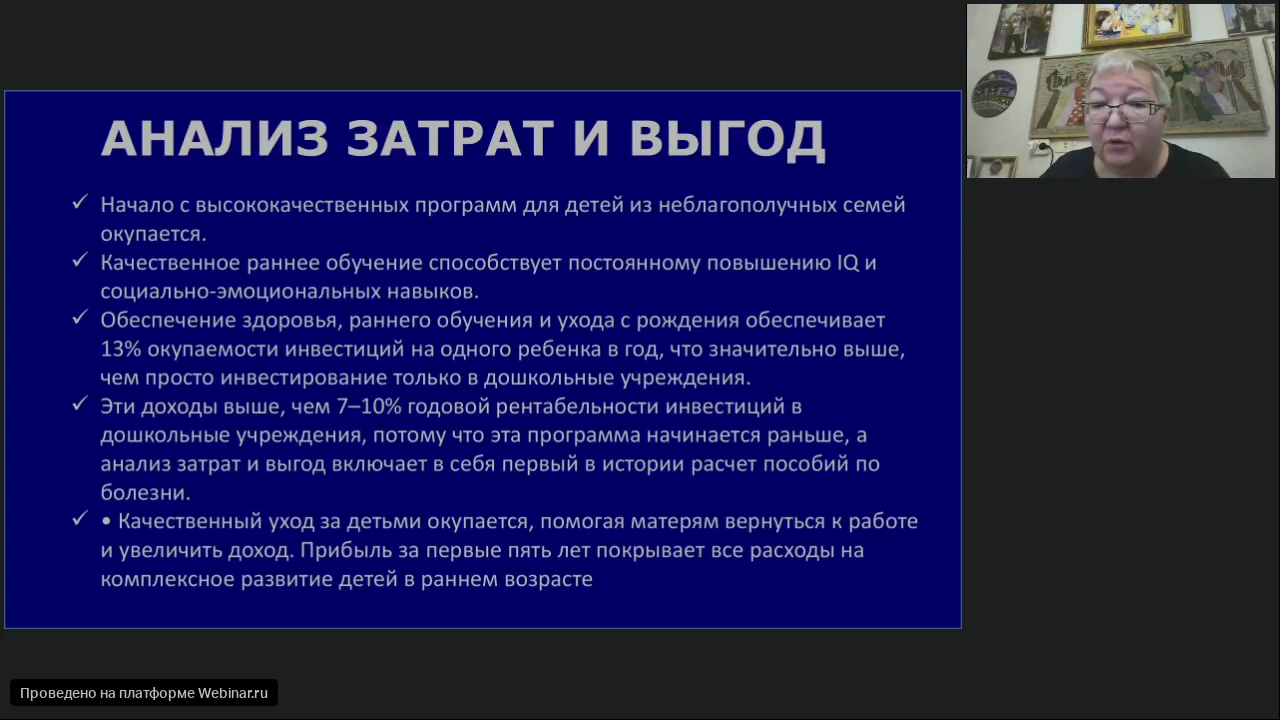 АНАЛИЗ ЗАТРАТ И ВЫГОД
✓ Начало с высококачественных программ для детей из неблагополучных семей
окупается.
✓ Качественное раннее обучение способствует постоянному повышению IQ и
социально-эмоциональных навыков.
✓ Обеспечение здоровья, раннего обучения и ухода с рождения обеспечивает
13% окупаемости инвестиций на одного ребенка в год, что значительно выше,
чем просто инвестирование только в дошкольные учреждения.
✓ Эти доходы выше, чем 7–10% годовой рентабельности инвестиций в
дошкольные учреждения, потому что эта программа начинается раньше, а
анализ затрат и выгод включает в себя первый в истории расчет пособий по
болезни.
✓ • Качественный уход за детьми окупается, помогая матерям вернуться к работе
и увеличить доход. Прибыль за первые пять лет покрывает все расходы на
комплексное развитие детей в раннем возрасте
Проведено на платформе Webinar.ru